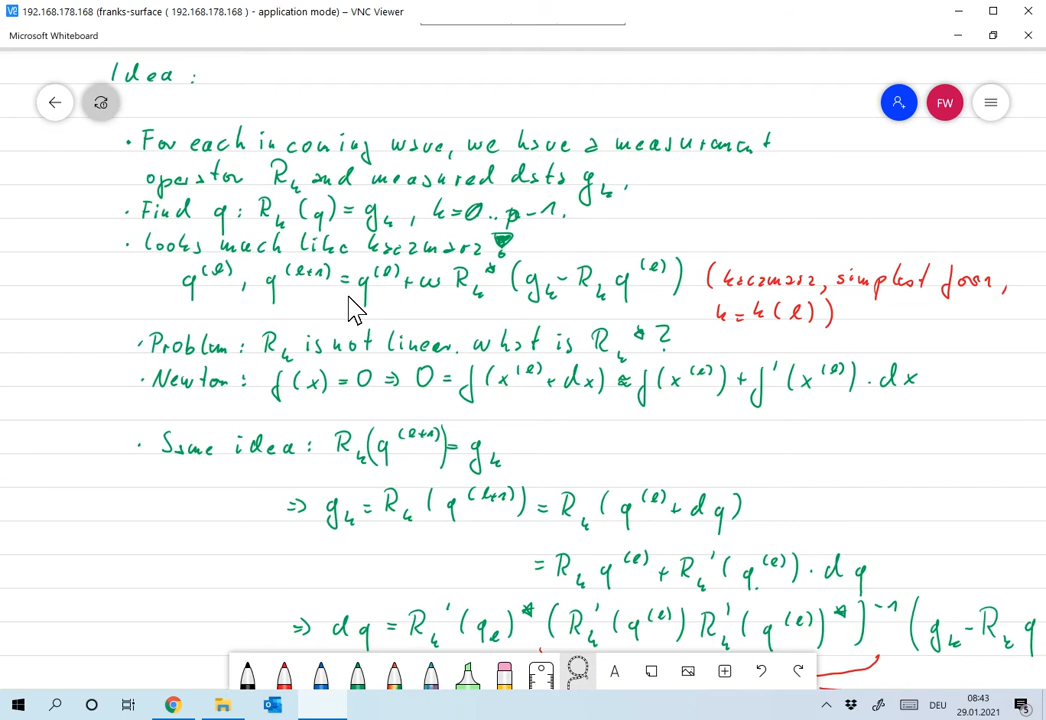 192.168.178.168 (franks-surface ( 192.168.178.168 ) - application mode) – VNC Viewer
Microsoft Whiteboard
Idea :
FW
· For each incoming wave, we have a measurement
operator R_k and measured data g_k.
· Find q : R_k (q) = g_k , k=0..p-1.
· Looks much like kaczmarz !
q^(l) , q^(l+1) = q^(l) + ω R_k^* (g_k - R_k q^(l)) (kaczmarz, simplest form,
k = k(l))
· Problem : R_k is not linear. what is R_k^* ?
· Newton : f(x) = 0 ⇒ 0 = f(x^(l) + dx) ≈ f(x^(l)) + f'(x^(l)) . dx
· Same idea : R_k(q^(l+1)) = g_k
⇒ g_k = R_k (q^(l+1)) = R_k (q^(l) + dq)
= R_k q^(l) + R_k' (q^(l)) . dq
⇒ dq = R_k' (q_l)^* (R_k' (q^(l)) R_k' (q^(l))^*)^-1 (g_k - R_k q
A
08:43
DEU
29.01.2021
5